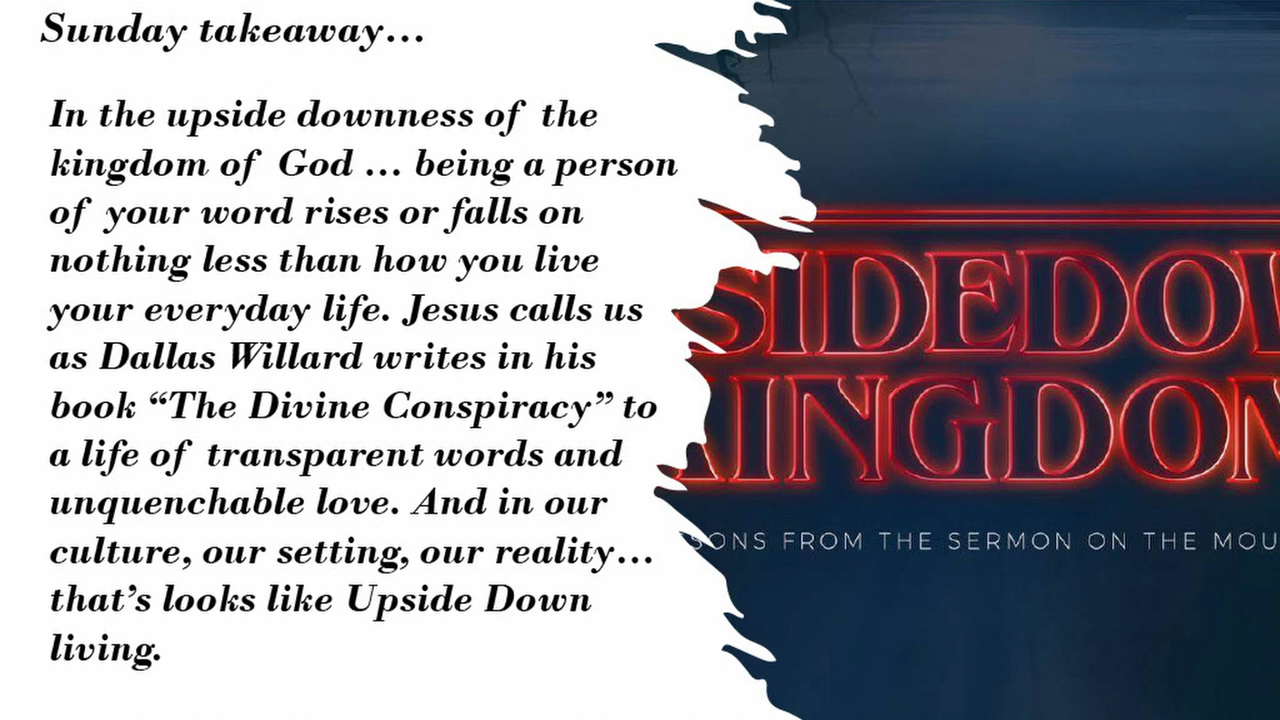 Sunday takeaway...
In the upside downness of the
kingdom of God ... being a person
of your word rises or falls on
nothing less than how you live
your everyday life. Jesus calls us
as Dallas Willard writes in his
book “The Divine Conspiracy” to
a life of transparent words and
unquenchable love. And in our
culture, our setting, our reality...
that’s looks like Upside Down
living.
SIDEDOW
KINGDOM
SONS FROM THE SERMON ON THE MOU